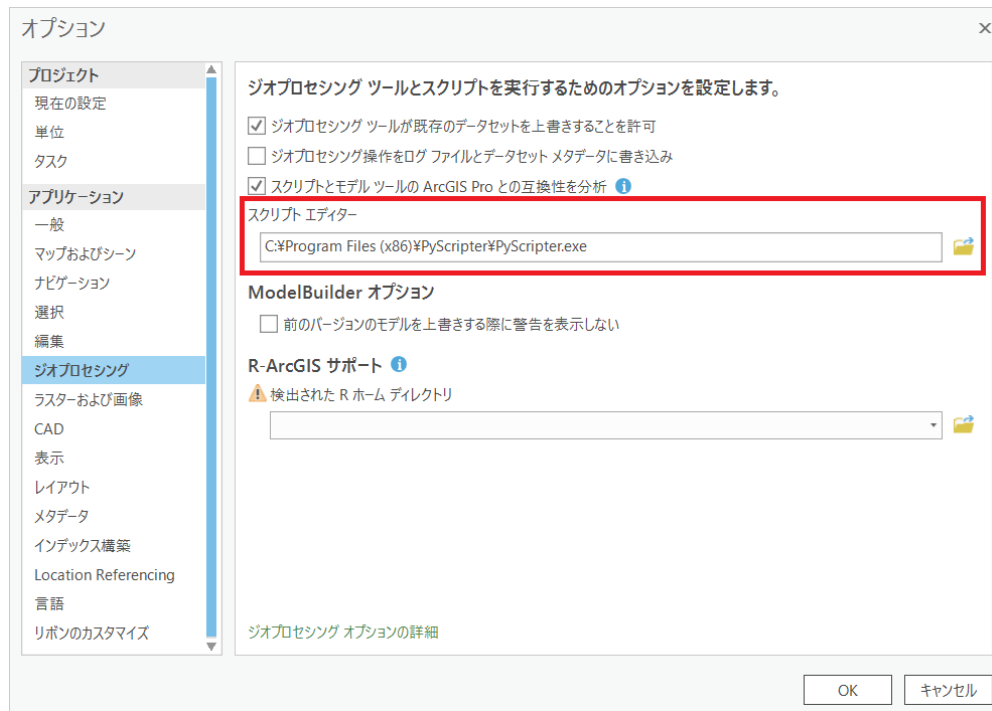 オプション
プロジェクト
現在の設定
単位
タスク
アプリケーション
一般
マップおよびシーン
ナビゲーション
選択
編集
ジオプロセシング
ラスターおよび画像
CAD
表示
レイアウト
メタデータ
インデックス構築
Location Referencing
言語
リボンのカスタマイズ
ジオプロセシング ツールとスクリプトを実行するためのオプションを設定します。
ジオプロセシング ツールが既存のデータセットを上書きすることを許可
ジオプロセシング操作をログ ファイルとデータセット メタデータに書き込み
スクリプトとモデル ツールの ArcGIS Pro との互換性を分析
スクリプト エディター
C:¥Program Files (x86)¥PyScripter¥PyScripter.exe
ModelBuilder オプション
前のバージョンのモデルを上書きする際に警告を表示しない
R-ArcGIS サポート
検出された R ホーム ディレクトリ
ジオプロセシング オプションの詳細
OK
キャンセル